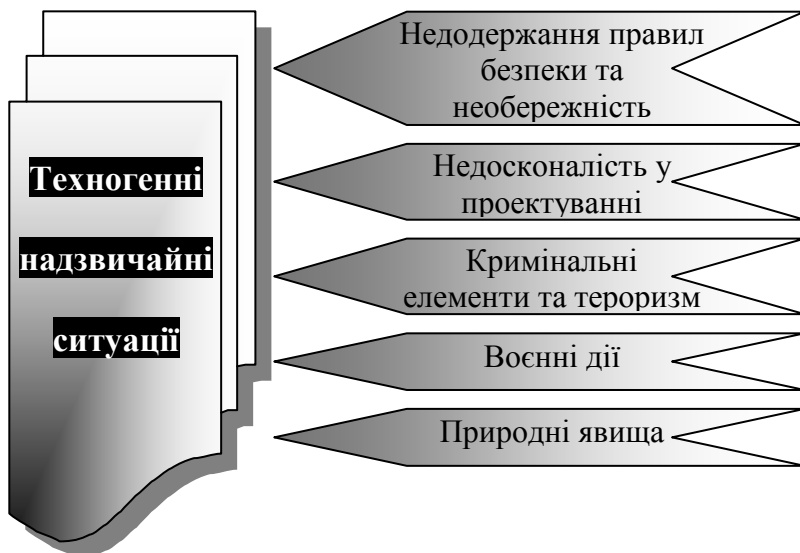 Техногенні
надзвичайні
ситуації
Недодержання правил
безпеки та
необережність
Недосконалість у
проектуванні
Кримінальні
елементи та тероризм
Воєнні дії
Природні явища